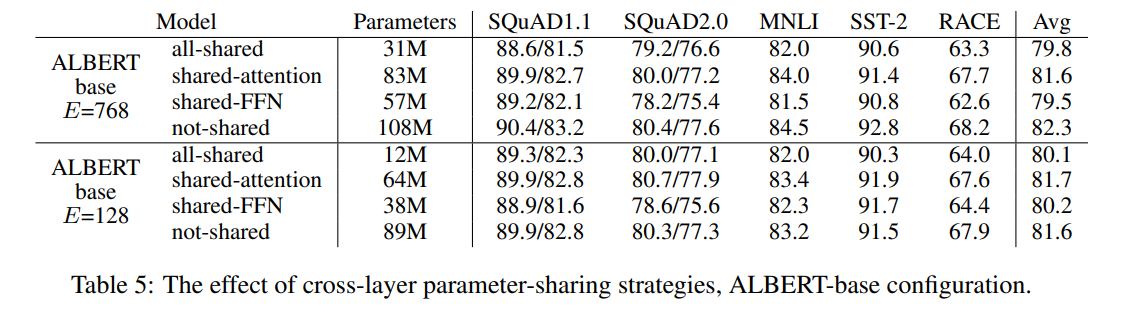 Model Parameters SQuAD1.1 SQuAD2.0 MNLI SST-2 RACE Avg
ALBERT base E=768
all-shared 31M 88.6/81.5 79.2/76.6 82.0 90.6 63.3 79.8
shared-attention 83M 89.9/82.7 80.0/77.2 84.0 91.4 67.7 81.6
shared-FFN 57M 89.2/82.1 78.2/75.4 81.5 90.8 62.6 79.5
not-shared 108M 90.4/83.2 80.4/77.6 84.5 92.8 68.2 82.3
ALBERT base E=128
all-shared 12M 89.3/82.3 80.0/77.1 82.0 90.3 64.0 80.1
shared-attention 64M 89.9/82.8 80.7/77.9 83.4 91.9 67.6 81.7
shared-FFN 38M 88.9/81.6 78.6/75.6 82.3 91.7 64.4 80.2
not-shared 89M 89.9/82.8 80.3/77.3 83.2 91.5 67.9 81.6
Table 5: The effect of cross-layer parameter-sharing strategies, ALBERT-base configuration.